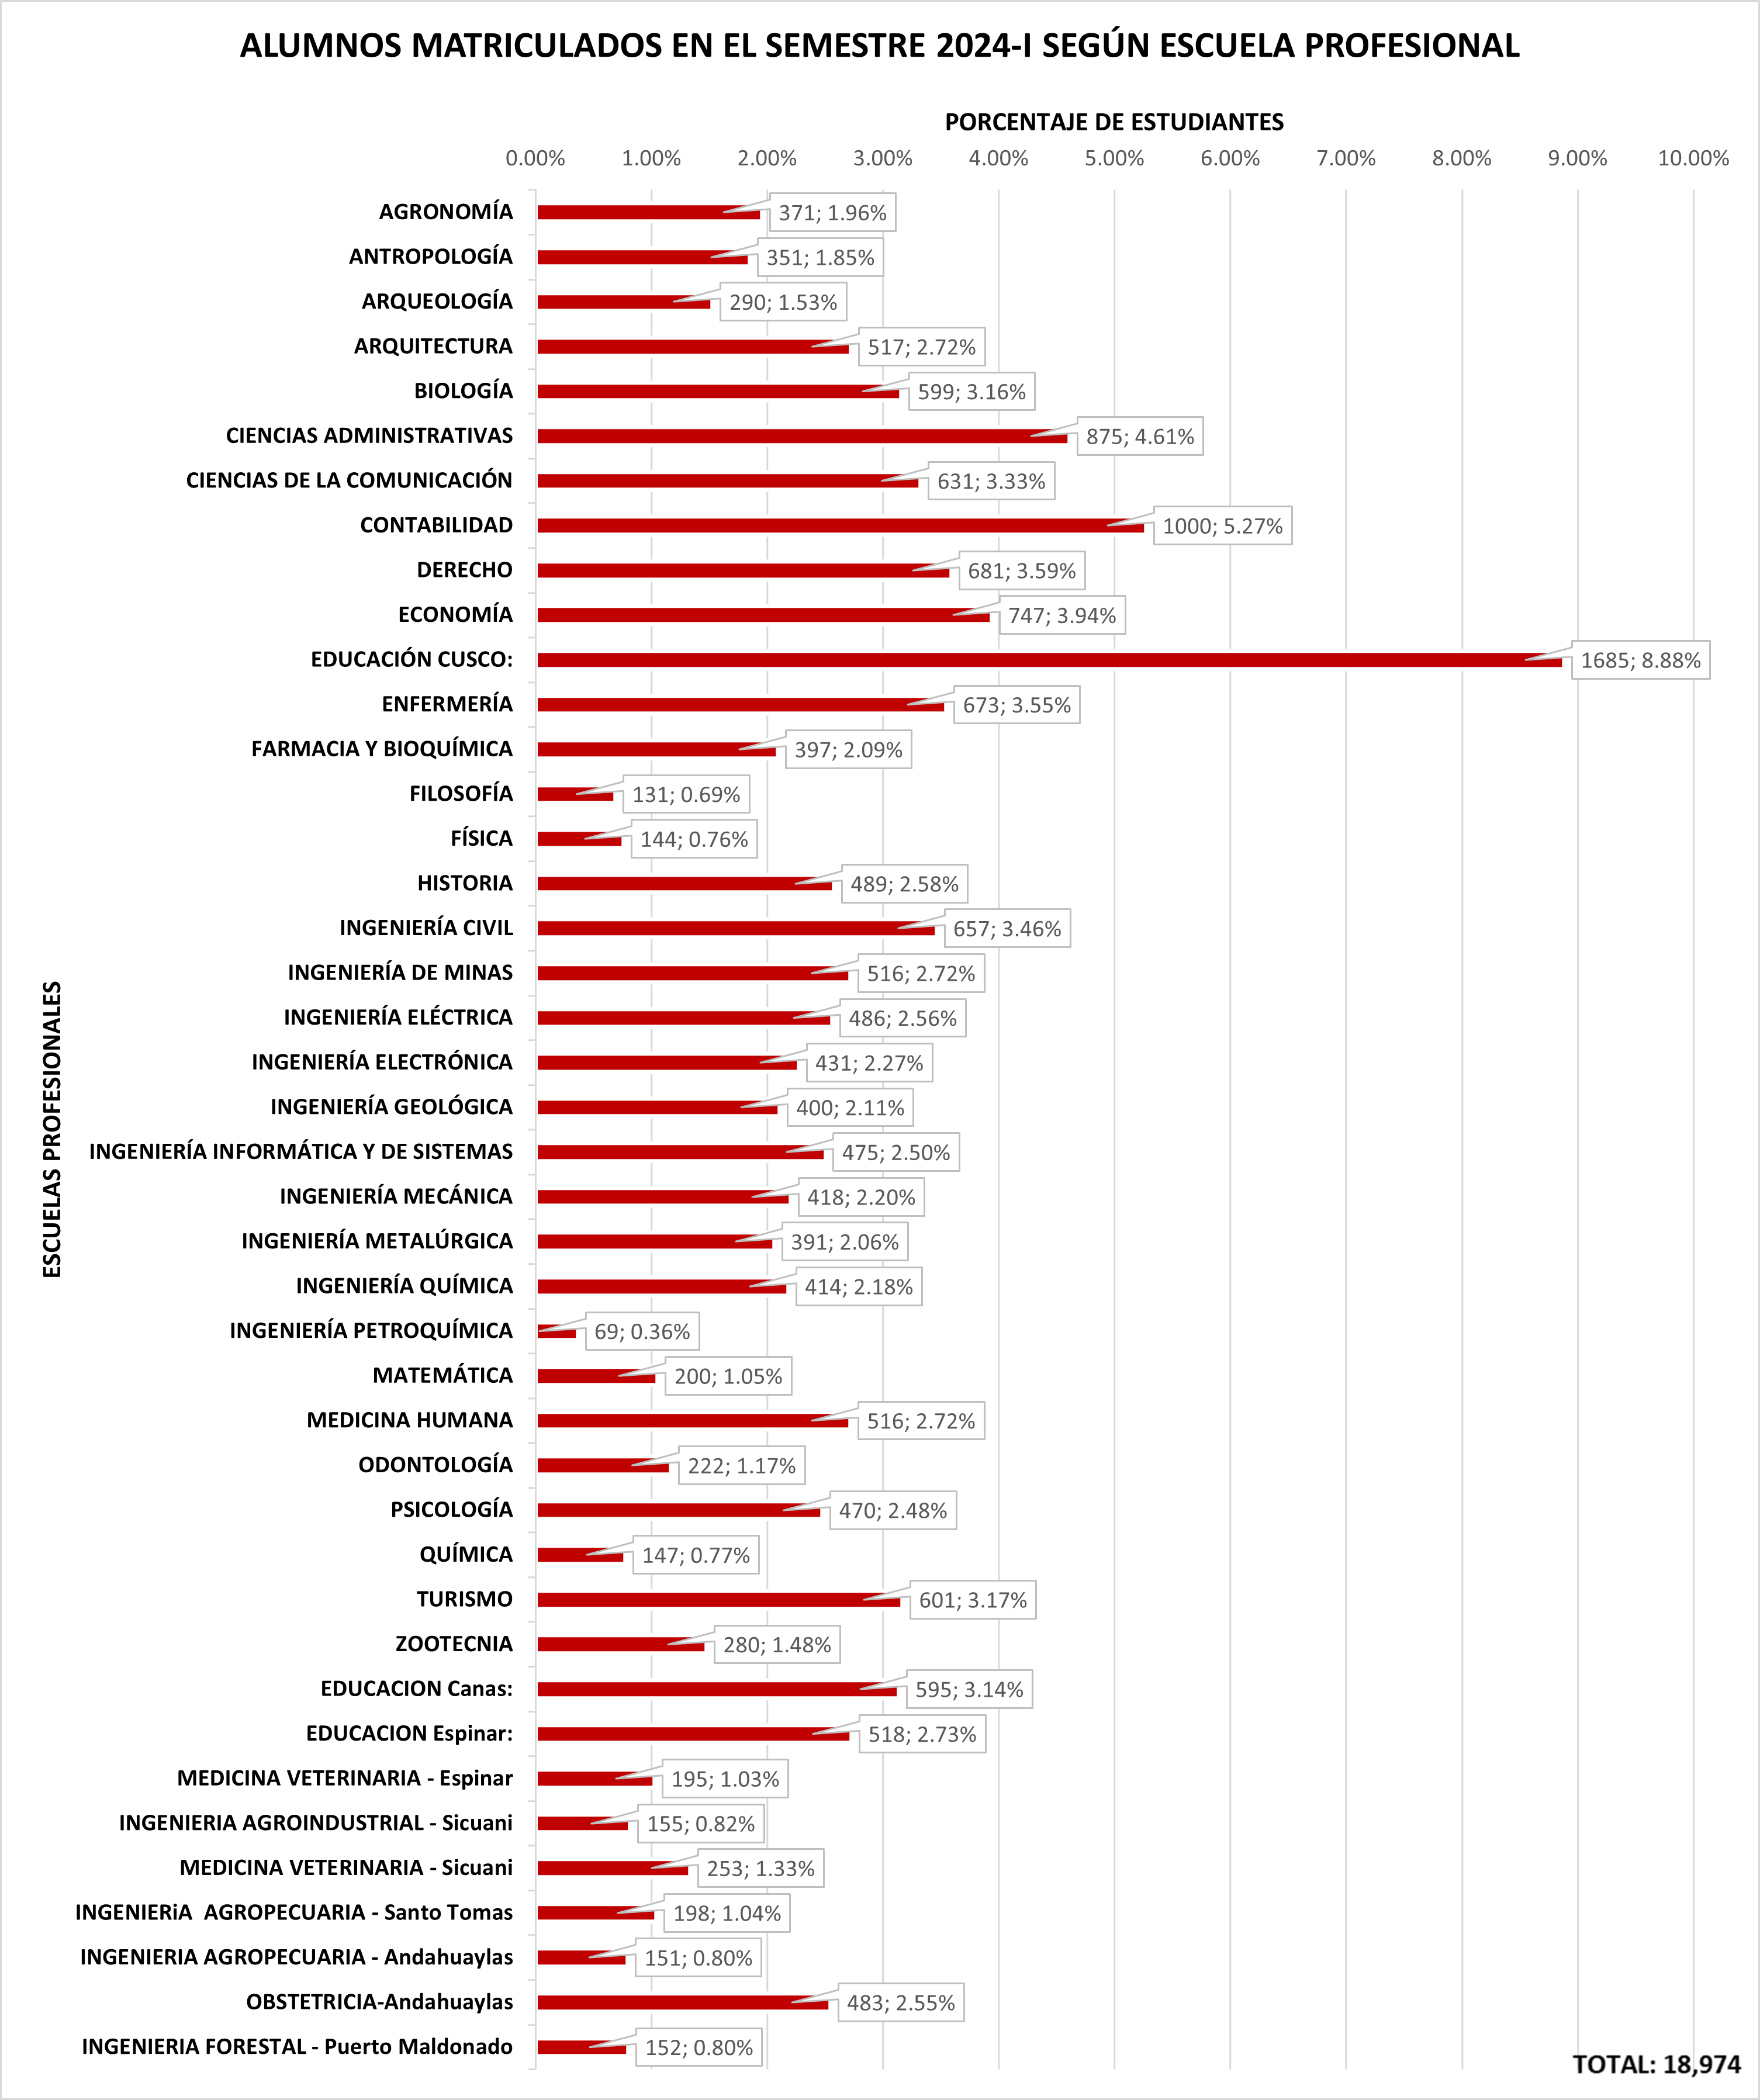 ALUMNOS MATRICULADOS EN EL SEMESTRE 2024-I SEGÚN ESCUELA PROFESIONAL
PORCENTAJE DE ESTUDIANTES
0.00% 1.00% 2.00% 3.00% 4.00% 5.00% 6.00% 7.00% 8.00% 9.00% 10.00%
ESCUELAS PROFESIONALES
AGRONOMÍA 371; 1.96%
ANTROPOLOGÍA 351; 1.85%
ARQUEOLOGÍA 290; 1.53%
ARQUITECTURA 517; 2.72%
BIOLOGÍA 599; 3.16%
CIENCIAS ADMINISTRATIVAS 875; 4.61%
CIENCIAS DE LA COMUNICACIÓN 631; 3.33%
CONTABILIDAD 1000; 5.27%
DERECHO 681; 3.59%
ECONOMÍA 747; 3.94%
EDUCACIÓN CUSCO: 1685; 8.88%
ENFERMERÍA 673; 3.55%
FARMACIA Y BIOQUÍMICA 397; 2.09%
FILOSOFÍA 131; 0.69%
FÍSICA 144; 0.76%
HISTORIA 489; 2.58%
INGENIERÍA CIVIL 657; 3.46%
INGENIERÍA DE MINAS 516; 2.72%
INGENIERÍA ELÉCTRICA 486; 2.56%
INGENIERÍA ELECTRÓNICA 431; 2.27%
INGENIERÍA GEOLÓGICA 400; 2.11%
INGENIERÍA INFORMÁTICA Y DE SISTEMAS 475; 2.50%
INGENIERÍA MECÁNICA 418; 2.20%
INGENIERÍA METALÚRGICA 391; 2.06%
INGENIERÍA QUÍMICA 414; 2.18%
INGENIERÍA PETROQUÍMICA 69; 0.36%
MATEMÁTICA 200; 1.05%
MEDICINA HUMANA 516; 2.72%
ODONTOLOGÍA 222; 1.17%
PSICOLOGÍA 470; 2.48%
QUÍMICA 147; 0.77%
TURISMO 601; 3.17%
ZOOTECNIA 280; 1.48%
EDUCACION Canas: 595; 3.14%
EDUCACION Espinar: 518; 2.73%
MEDICINA VETERINARIA - Espinar 195; 1.03%
INGENIERIA AGROINDUSTRIAL - Sicuani 155; 0.82%
MEDICINA VETERINARIA - Sicuani 253; 1.33%
INGENIERiA  AGROPECUARIA - Santo Tomas 198; 1.04%
INGENIERIA AGROPECUARIA - Andahuaylas 151; 0.80%
OBSTETRICIA-Andahuaylas 483; 2.55%
INGENIERIA FORESTAL - Puerto Maldonado 152; 0.80%
TOTAL: 18,974